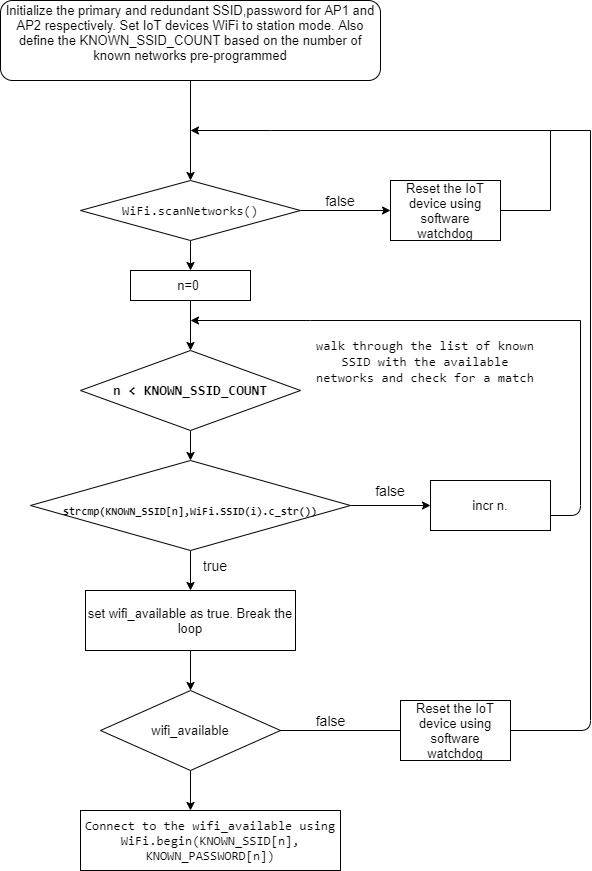 Initialize the primary and redundant SSID,password for AP1 and
AP2 respectively. Set IoT devices WiFi to station mode. Also
define the KNOWN_SSID_COUNT based on the number of
known networks pre-programmed
WiFi.scanNetworks()
false
Reset the IoT
device using
software
watchdog
n=0
walk through the list of known
SSID with the available
networks and check for a match
n < KNOWN_SSID_COUNT
strcmp(KNOWN_SSID[n],WiFi.SSID(i).c_str())
false
incr n.
true
set wifi_available as true. Break the
loop
wifi_available
false
Reset the IoT
device using
software
watchdog
Connect to the wifi_available using
WiFi.begin(KNOWN_SSID[n],
KNOWN_PASSWORD[n])